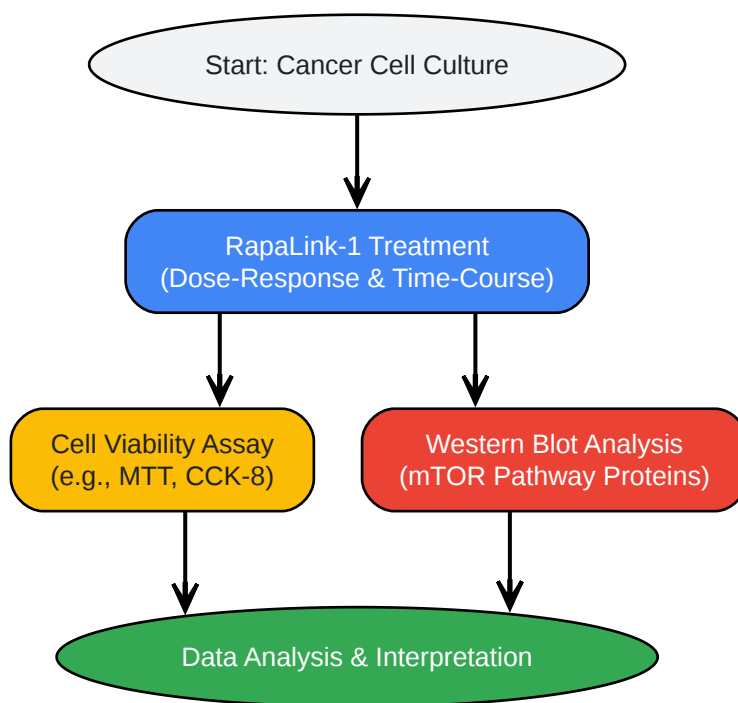 Start: Cancer Cell Culture
RapaLink-1 Treatment
(Dose-Response & Time-Course)
Cell Viability Assay
(e.g., MTT, CCK-8)
Western Blot Analysis
(mTOR Pathway Proteins)
Data Analysis & Interpretation